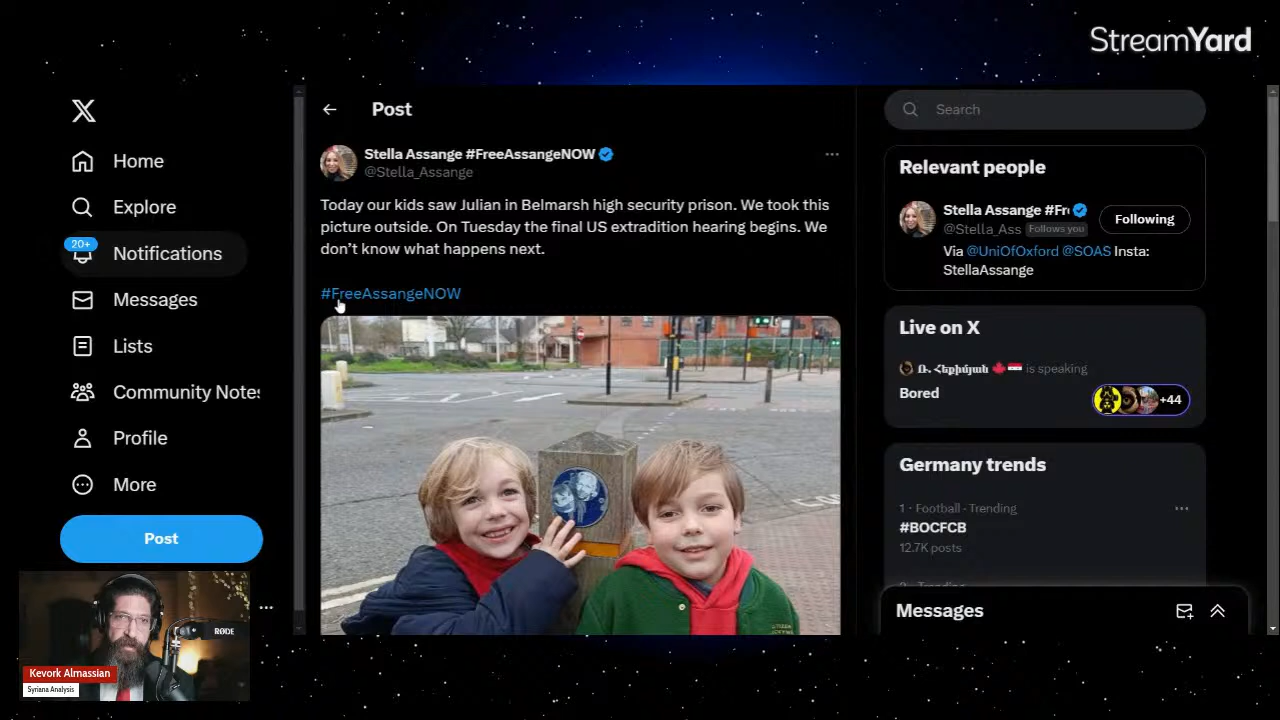 StreamYard
Home
Explore
20+
Notifications
Messages
Lists
Community Notes
Profile
More
Post
Post
Stella Assange #FreeAssangeNOW
@Stella_Assange
Today our kids saw Julian in Belmarsh high security prison. We took this
picture outside. On Tuesday the final US extradition hearing begins. We
don't know what happens next.
#FreeAssangeNOW
Search
Relevant people
Stella Assange #Fr
@Stella_Ass Follows you
Following
Via @UniOfOxford @SOAS Insta:
StellaAssange
Live on X
Ռ. Հեքիմյան is speaking
Bored
+44
Germany trends
1 · Football · Trending
#BOCFCB
12.7K posts
Messages
RØDE
Kevork Almassian
Syriana Analysis